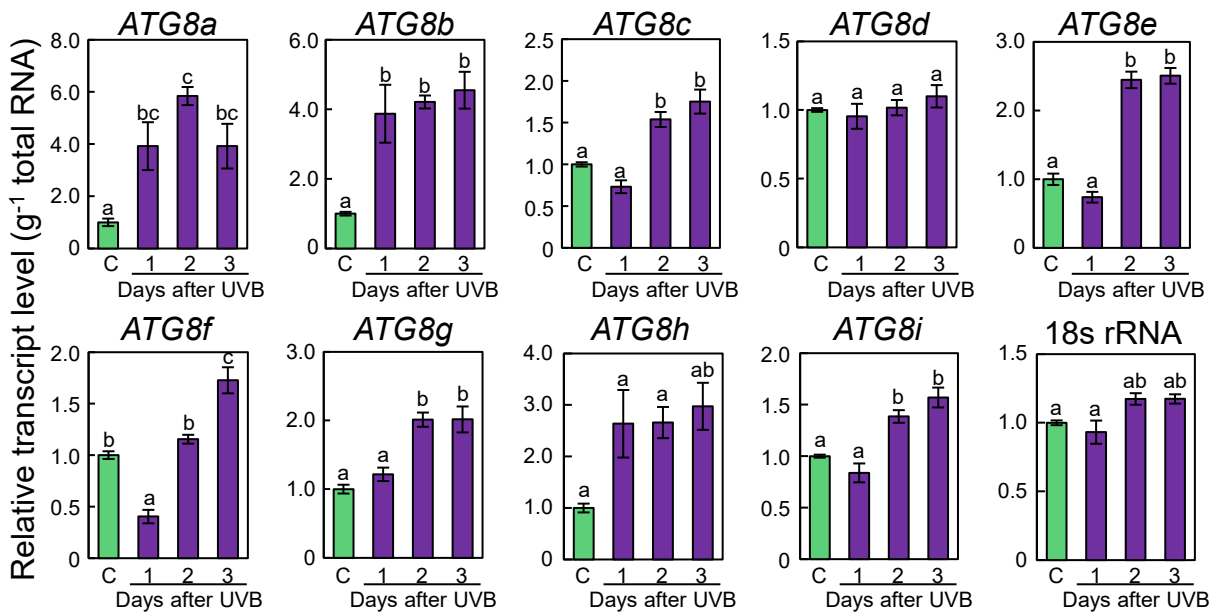 Relative transcript level (g⁻¹ total RNA)
ATG8a
8.0
6.0
4.0
2.0
0
a
bc
c
bc
C 1 2 3
Days after UVB
ATG8b
6.0
4.0
2.0
0
a
b
b
b
C 1 2 3
Days after UVB
ATG8c
2.5
2.0
1.5
1.0
0.5
0.0
a
a
b
b
C 1 2 3
Days after UVB
ATG8d
1.5
1.0
0.5
0
a
a
a
a
C 1 2 3
Days after UVB
ATG8e
3.0
2.0
1.0
0.0
a
a
b
b
C 1 2 3
Days after UVB
ATG8f
2.0
1.5
1.0
0.5
0
b
a
b
c
C 1 2 3
Days after UVB
ATG8g
3.0
2.0
1.0
0
a
a
b
b
C 1 2 3
Days after UVB
ATG8h
4.0
3.0
2.0
1.0
0.0
a
a
a
ab
C 1 2 3
Days after UVB
ATG8i
2.0
1.5
1.0
0.5
0
a
a
b
b
C 1 2 3
Days after UVB
18s rRNA
1.5
1.0
0.5
0
a
a
ab
ab
C 1 2 3
Days after UVB